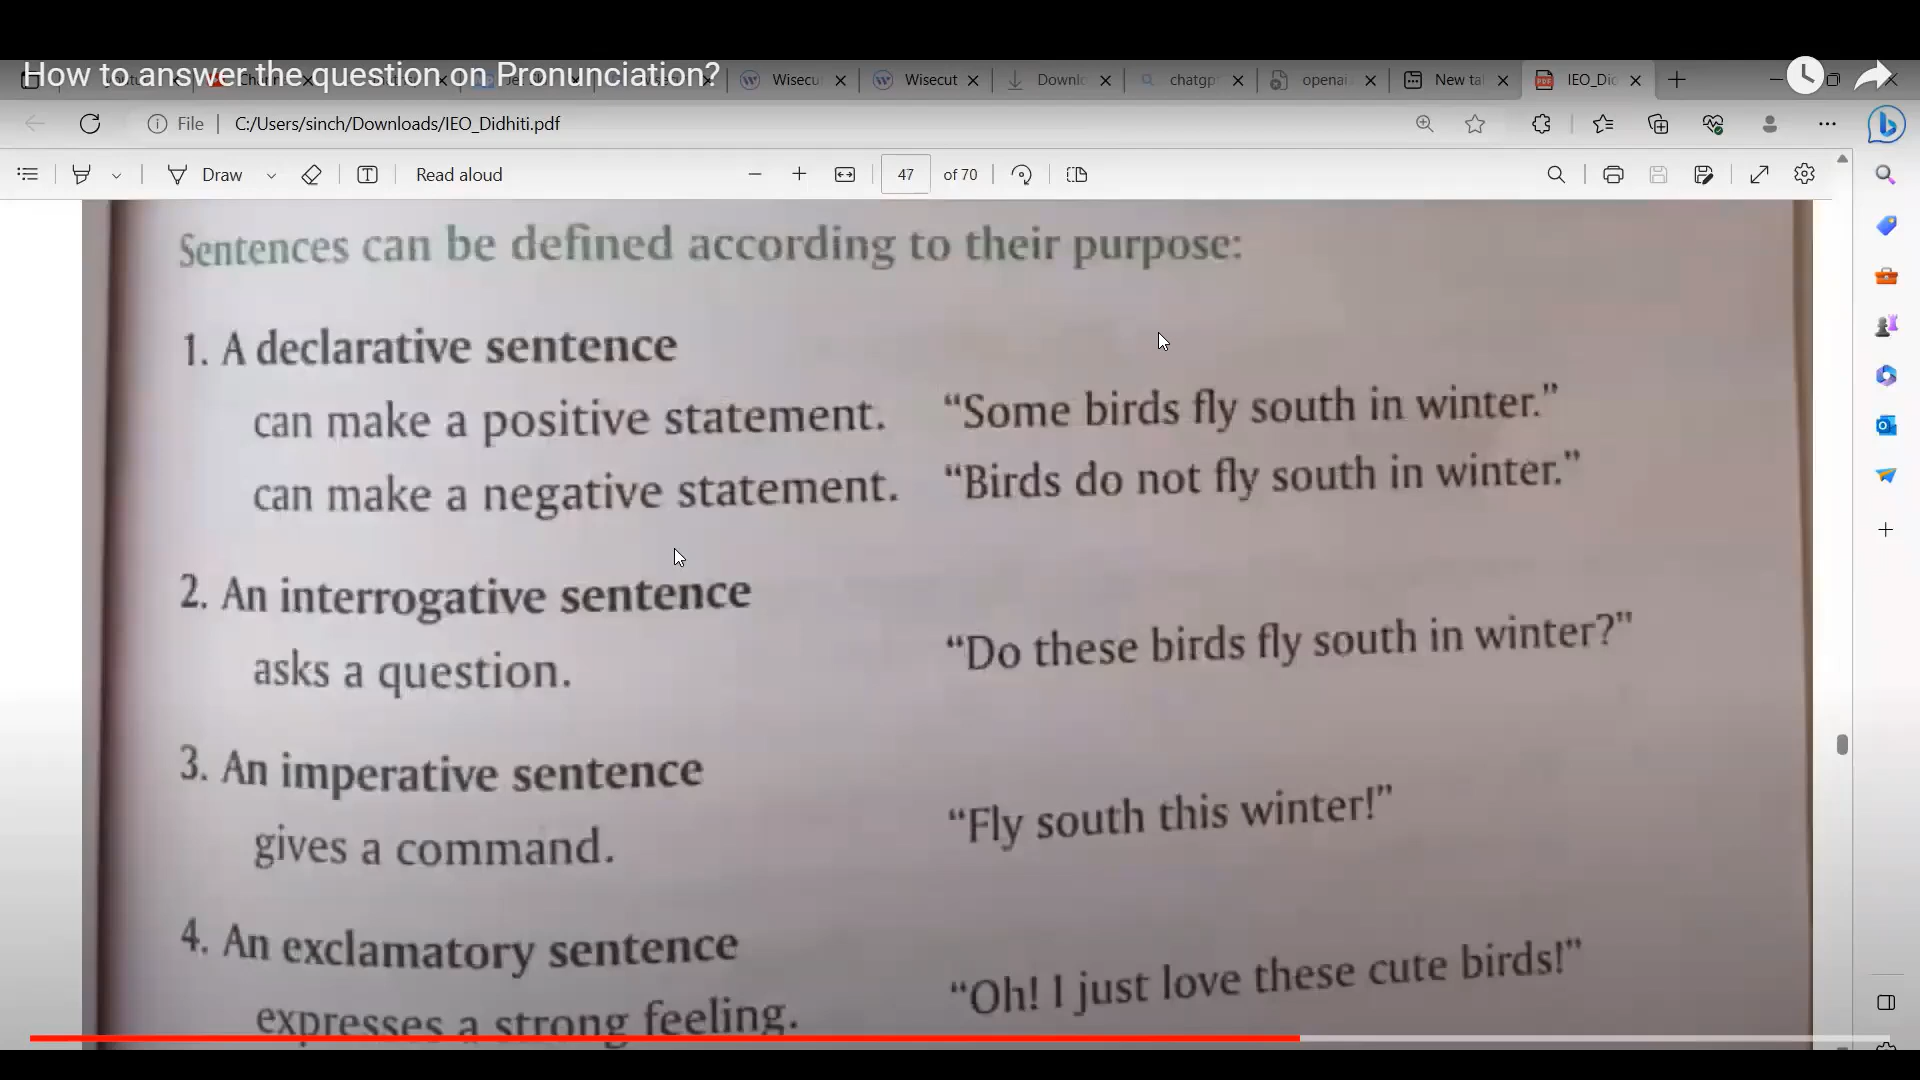 How to answer the question on Pronunciation?
Wisecu
Wisecut
Downlo
chatgp
openai
New tab
IEO_Did
File
C:/Users/sinch/Downloads/IEO_Didhiti.pdf
Draw
Read aloud
47
of 70
Sentences can be defined according to their purpose:
1. A declarative sentence
can make a positive statement. “Some birds fly south in winter.”
can make a negative statement. “Birds do not fly south in winter.”
2. An interrogative sentence
asks a question. “Do these birds fly south in winter?”
3. An imperative sentence
gives a command. “Fly south this winter!”
4. An exclamatory sentence
expresses a strong feeling. “Oh! I just love these cute birds!”